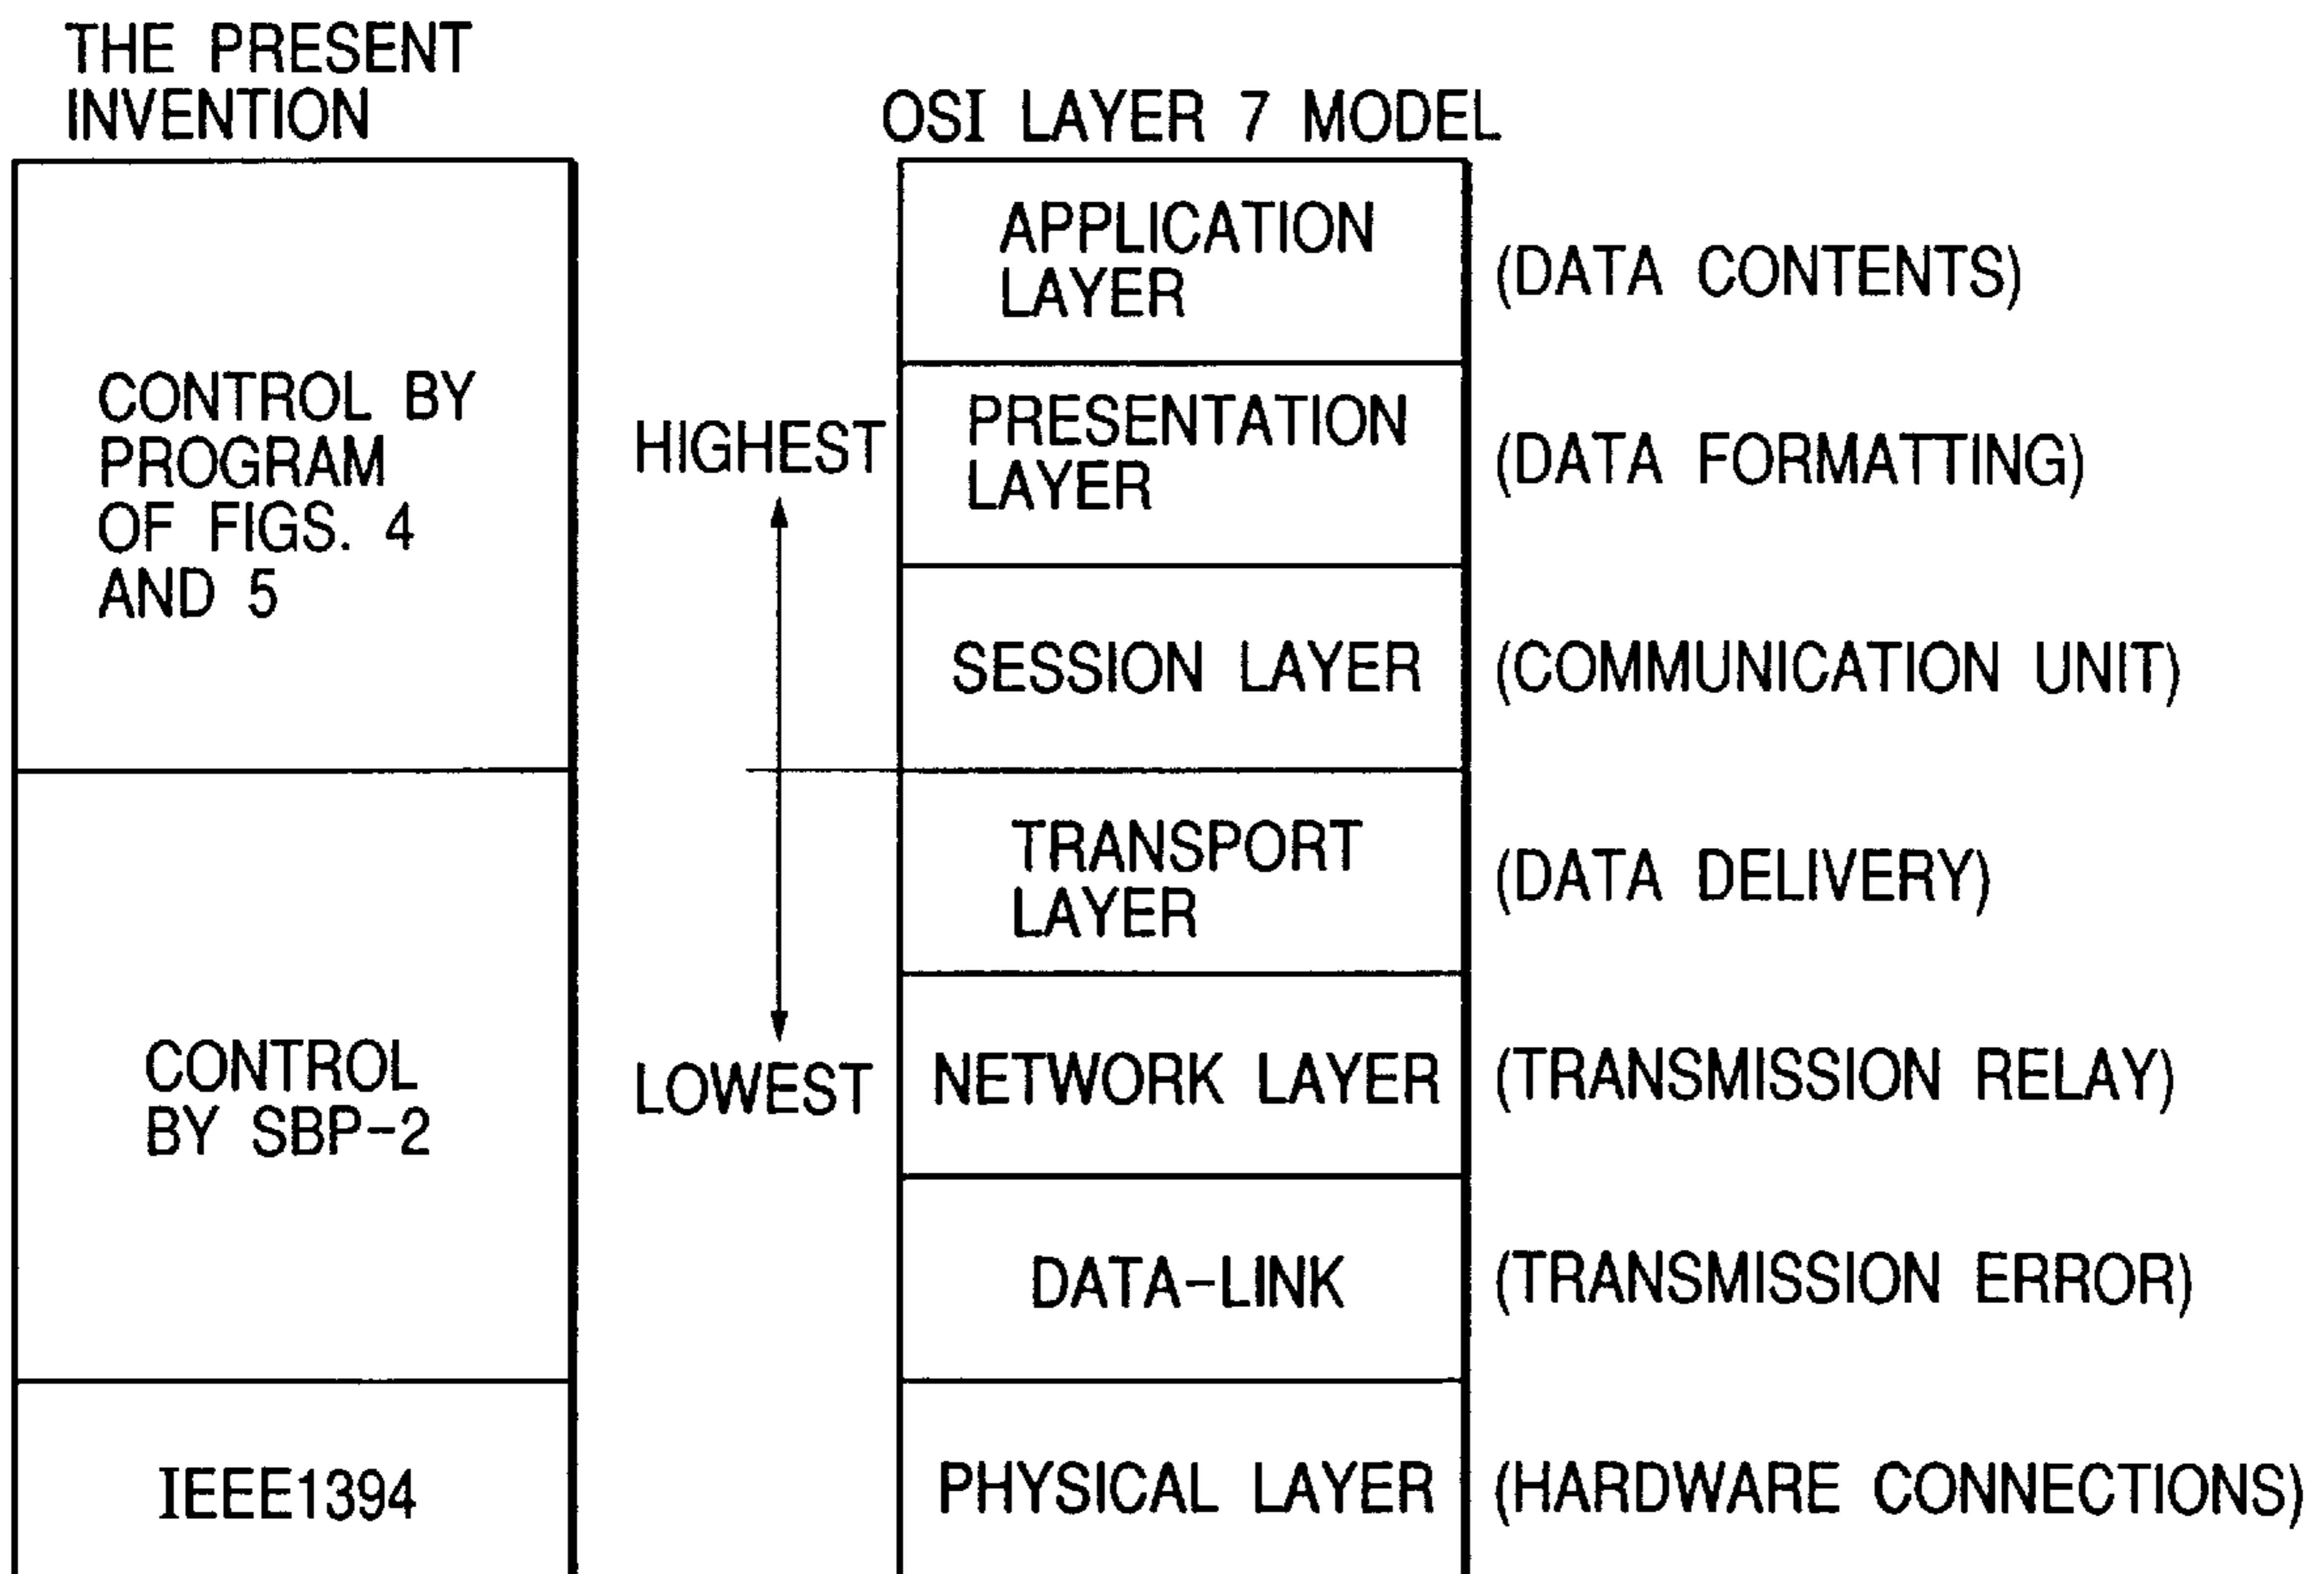 THE PRESENT
INVENTION
CONTROL BY
PROGRAM
OF FIGS. 4
AND 5
CONTROL
BY SBP-2
IEEE1394
HIGHEST
LOWEST
OSI LAYER 7 MODEL
APPLICATION
LAYER
(DATA CONTENTS)
PRESENTATION
LAYER
(DATA FORMATTING)
SESSION LAYER
(COMMUNICATION UNIT)
TRANSPORT
LAYER
(DATA DELIVERY)
NETWORK LAYER
(TRANSMISSION RELAY)
DATA-LINK
(TRANSMISSION ERROR)
PHYSICAL LAYER
(HARDWARE CONNECTIONS)